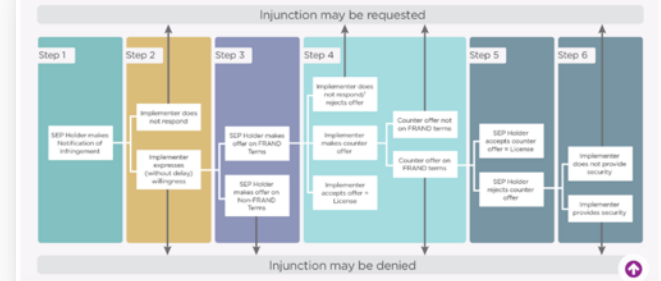 Injunction may be requested
Step 1
Step 2
Step 3
Step 4
Step 5
Step 6
SEP Holder makes
Notification of
Infringement
Implementer does
not respond
Implementer
expresses
(without delay)
willingness
SEP Holder makes
offer on FRAND
Terms
SEP Holder
makes offer on
Non-FRAND
Terms
Implementer does
not respond/
rejects offer
Implementer
makes counter
offer
Implementer
accepts offer =
License
Counter offer not
on FRAND terms
Counter offer on
FRAND terms
SEP Holder
accepts counter
offer = License
SEP Holder
rejects counter
offer
Implementer
does not provide
security
Implementer
provides security
Injunction may be denied